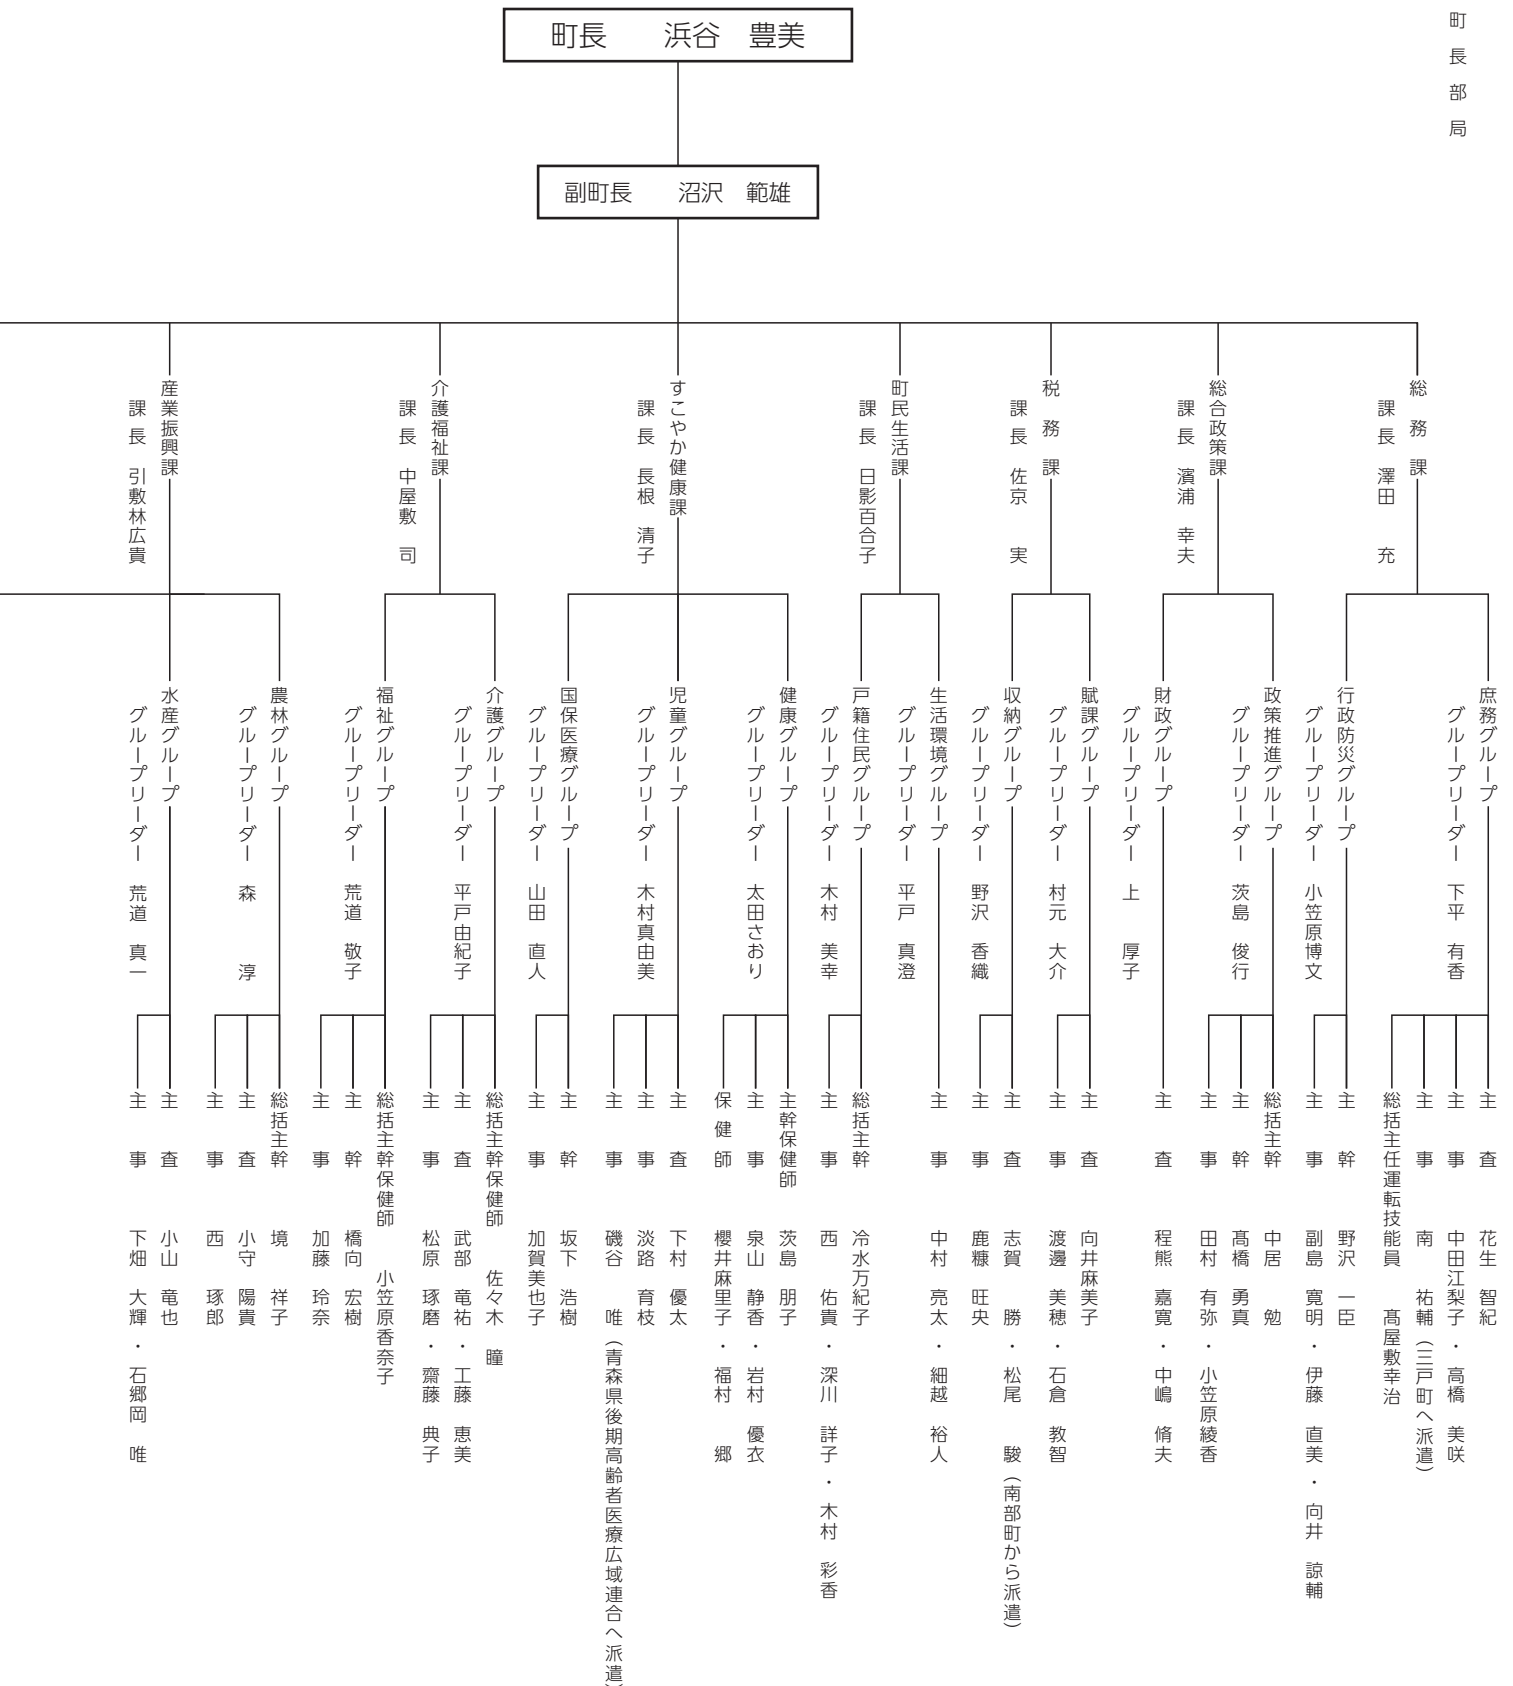 町長部局
町長　浜谷　豊美
副町長　沼沢　範雄
総務課
課長　澤田　充
庶務グループ
グループリーダー　下平　有香
主査　花生　智紀
主事　中田江梨子・高橋　美咲
主事　南　祐輔（三戸町へ派遣）
総括主任運転技能員　髙屋敷幸治
行政防災グループ
グループリーダー　小笠原博文
主幹　野沢　一臣
主事　副島　寛明・伊藤　直美・向井　諒輔
総合政策課
課長　濱浦　幸夫
政策推進グループ
グループリーダー　茨島　俊行
総括主幹　中居　勉
主幹　髙橋　勇真
主事　田村　有弥・小笠原綾香
財政グループ
グループリーダー　上　厚子
主査　程熊　嘉寛・中嶋　脩夫
税務課
課長　佐京　実
賦課グループ
グループリーダー　村元　大介
主査　向井麻美子
主事　渡邊　美穂・石倉　教智
収納グループ
グループリーダー　野沢　香織
主査　志賀　勝・松尾　駿（南部町から派遣）
主事　鹿糠　旺央
町民生活課
課長　日影百合子
生活環境グループ
グループリーダー　平戸　真澄
主事　中村　亮太・細越　裕人
戸籍住民グループ
グループリーダー　木村　美幸
総括主幹　冷水万紀子
主事　西　佑貴・深川　詳子・木村　彩香
すこやか健康課
課長　長根　清子
健康グループ
グループリーダー　太田さおり
主幹保健師　茨島　朋子
主事　泉山　静香・岩村　優衣
保健師　櫻井麻里子・福村　郷
児童グループ
グループリーダー　木村真由美
主査　下村　優太
主事　淡路　育枝
主事　磯谷　唯（青森県後期高齢者医療広域連合へ派遣）
国保医療グループ
グループリーダー　山田　直人
主幹　坂下　浩樹
主事　加賀美也子
介護福祉課
課長　中屋敷　司
介護グループ
グループリーダー　平戸由紀子
総括主幹保健師　佐々木　瞳
主査　武部　竜祐・工藤　恵美
主事　松原　琢磨・齋藤　典子
福祉グループ
グループリーダー　荒道　敬子
総括主幹保健師　小笠原香奈子
主幹　橋向　宏樹
主事　加藤　玲奈
産業振興課
課長　引敷林広貴
農林グループ
グループリーダー　森　淳
総括主幹　境　祥子
主査　小守　陽貴
主事　西　琢郎
水産グループ
グループリーダー　荒道　真一
主査　小山　竜也
主事　下畑　大輝・石郷岡　唯